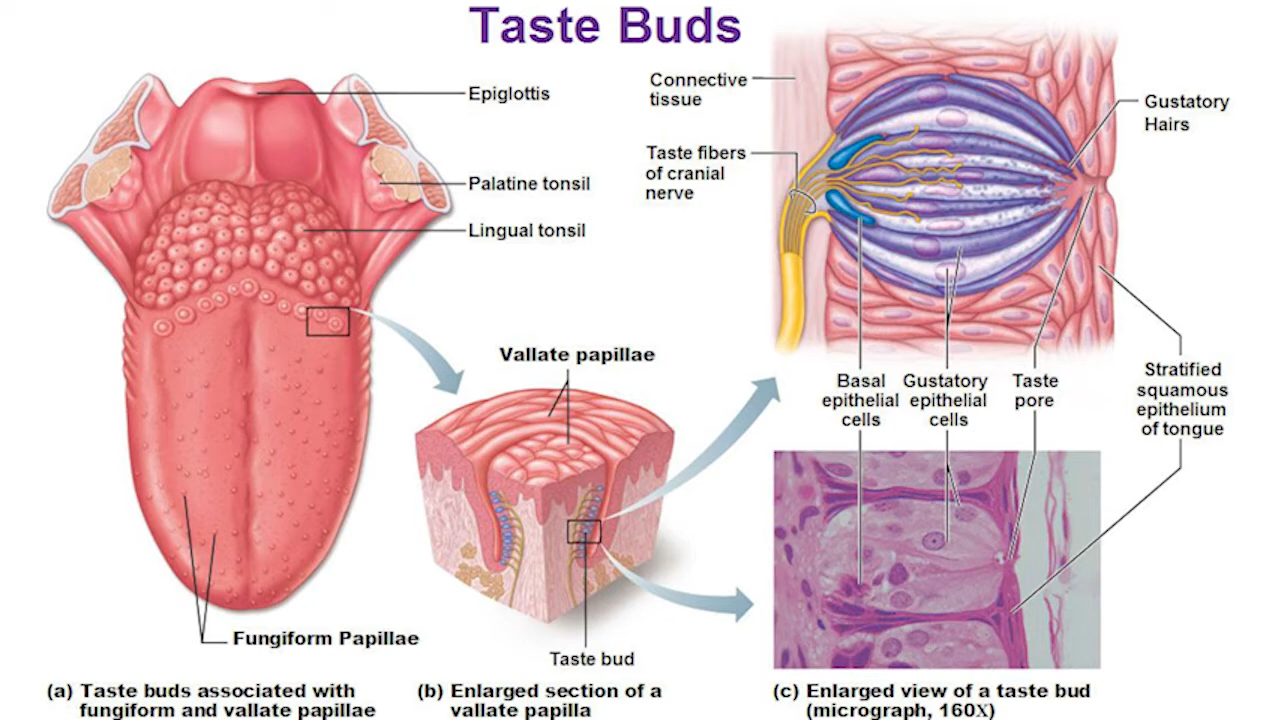 Taste Buds
Epiglottis
Palatine tonsil
Lingual tonsil
Fungiform Papillae
(a) Taste buds associated with
fungiform and vallate papillae
Vallate papillae
Taste bud
(b) Enlarged section of a
vallate papilla
Connective
tissue
Taste fibers
of cranial
nerve
Gustatory
Hairs
Basal
epithelial
cells
Gustatory
epithelial
cells
Taste
pore
Stratified
squamous
epithelium
of tongue
(c) Enlarged view of a taste bud
(micrograph, 160X)